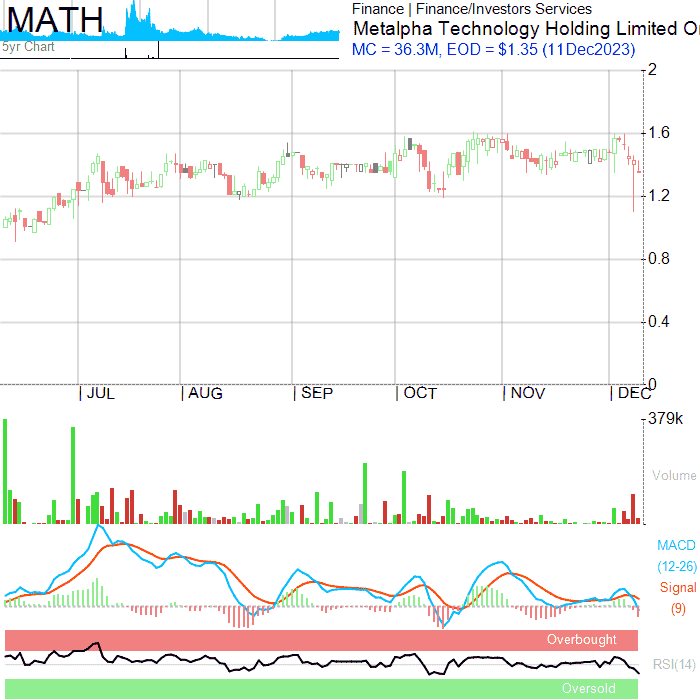 MATH
5yr Chart
Finance | Finance/Investors Services
Metalpha Technology Holding Limited Or
MC = 36.3M, EOD = $1.35 (11Dec2023)
2
1.6
1.2
0.8
0.4
0
JUL AUG SEP OCT NOV DEC
379k
Volume
MACD
(12-26)
Signal
(9)
Overbought
RSI(14)
Oversold